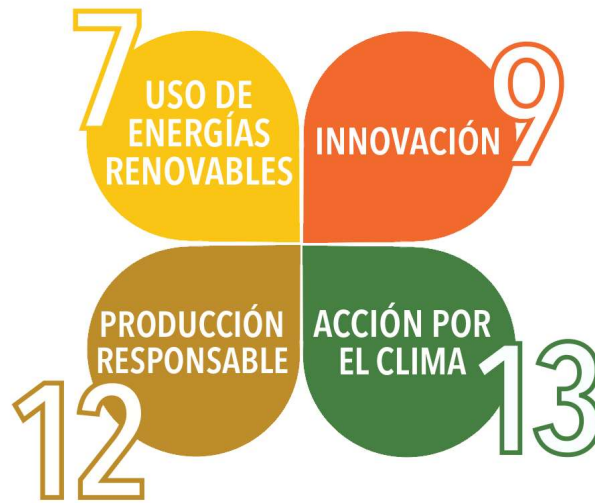 7
USO DE
ENERGÍAS
RENOVABLES
INNOVACIÓN
9
PRODUCCIÓN
RESPONSABLE
12
ACCIÓN POR
EL CLIMA
13